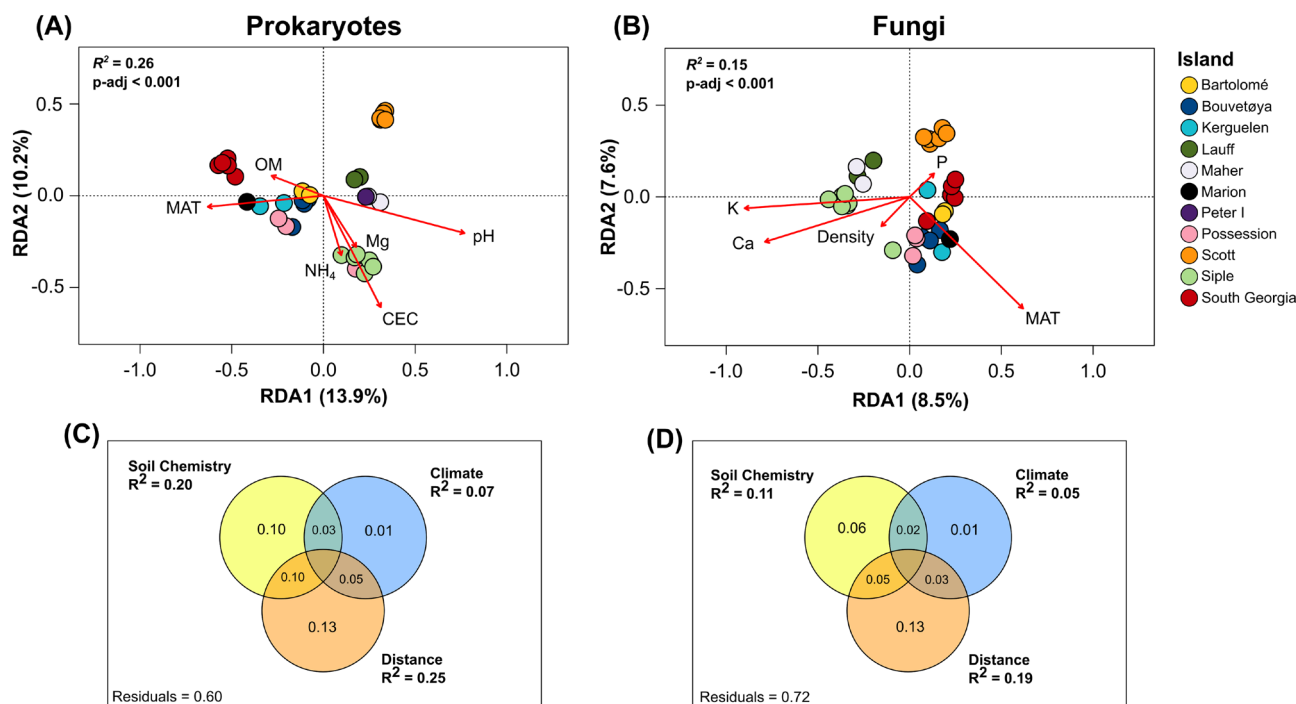 (A)
Prokaryotes
R² = 0.26
p-adj < 0.001
0.5
0.0
-0.5
RDA2 (10.2%)
OM
MAT
pH
Mg
NH₄
CEC
-1.0 -0.5 0.0 0.5 1.0
RDA1 (13.9%)
(B)
Fungi
R² = 0.15
p-adj < 0.001
0.5
0.0
-0.5
RDA2 (7.6%)
P
K
Ca
Density
MAT
-1.0 -0.5 0.0 0.5 1.0
RDA1 (8.5%)
Island
Bartolomé
Bouvetøya
Kerguelen
Lauff
Maher
Marion
Peter I
Possession
Scott
Siple
South Georgia
(C)
Soil Chemistry
R² = 0.20
Climate
R² = 0.07
0.10
0.03
0.01
0.10
0.05
0.13
Distance
R² = 0.25
Residuals = 0.60
(D)
Soil Chemistry
R² = 0.11
Climate
R² = 0.05
0.06
0.02
0.01
0.05
0.03
0.13
Distance
R² = 0.19
Residuals = 0.72